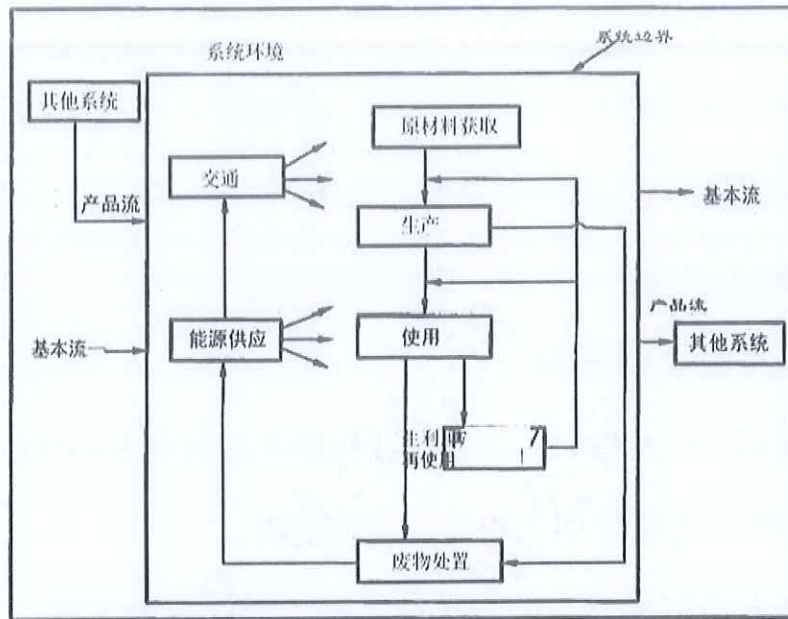 系统环境
系统边界
其他系统
原材料获取
交通
产品流
基本流
生产
能源供应
使用
产品流
基本流
其他系统
再使用
废物处置